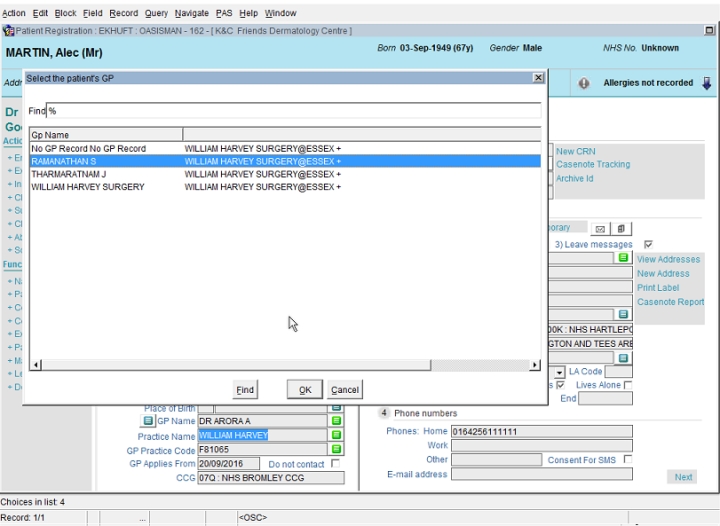 Action Edit Block Field Record Query Navigate PAS Help Window
Patient Registration : EKHUFT : OASISMAN - 162 - [ K&C Friends Dermatology Centre ]
MARTIN, Alec (Mr) Born 03-Sep-1949 (67y) Gender Male NHS No. Unknown
Allergies not recorded
Select the patient's GP
Find %
Gp Name
No GP Record No GP Record WILLIAM HARVEY SURGERY@ESSEX +
RAMANATHAN S WILLIAM HARVEY SURGERY@ESSEX +
THARMARATNAM J WILLIAM HARVEY SURGERY@ESSEX +
WILLIAM HARVEY SURGERY WILLIAM HARVEY SURGERY@ESSEX +
Find OK Cancel
Dr
New CRN
Casenote Tracking
Archive Id
3) Leave messages
View Addresses
New Address
Print Label
Casenote Report
00K : NHS HARTLEPO
GTON AND TEES ARE
LA Code
Lives Alone
End
Place of Birth
GP Name DR ARORA A
Practice Name WILLIAM HARVEY
GP Practice Code F81065
GP Applies From 20/09/2016 Do not contact
CCG 07Q : NHS BROMLEY CCG
4 Phone numbers
Phones: Home 0164256111111
Work
Other Consent For SMS
E-mail address
Next
Choices in list: 4
Record: 1/1 ... <OSC>